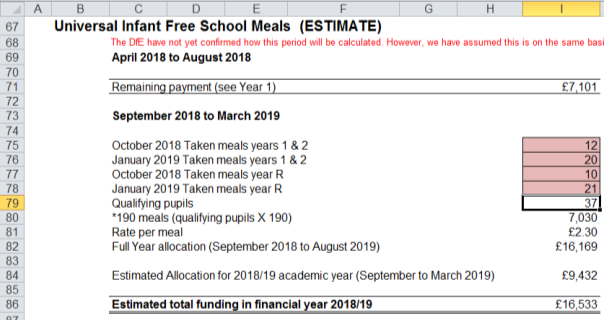 A B C D E F G H I
67 Universal Infant Free School Meals (ESTIMATE)
68 The DfE have not yet confirmed how this period will be calculated. However, we have assumed this is on the same basi
69 April 2018 to August 2018
70
71 Remaining payment (see Year 1) £7,101
72
73 September 2018 to March 2019
74
75 October 2018 Taken meals years 1 & 2 12
76 January 2019 Taken meals years 1 & 2 20
77 October 2018 Taken meals year R 10
78 January 2019 Taken meals year R 21
79 Qualifying pupils 37
80 *190 meals (qualifying pupils X 190) 7,030
81 Rate per meal £2.30
82 Full Year allocation (September 2018 to August 2019) £16,169
83
84 Estimated Allocation for 2018/19 academic year (September to March 2019) £9,432
85
86 Estimated total funding in financial year 2018/19 £16,533
87